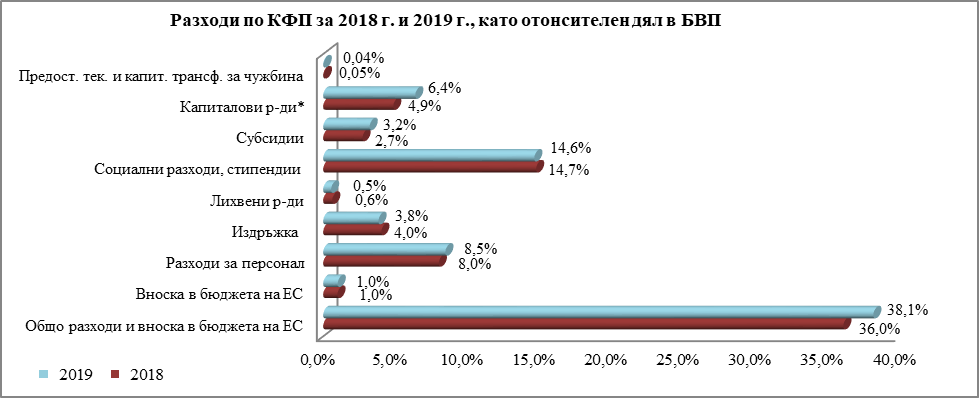 Разходи по КФП за 2018 г. и 2019 г., като отонсителен дял в БВП
Предост. тек. и капит. трансф. за чужбина
0,04%
0,05%
Капиталови р-ди*
6,4%
4,9%
Субсидии
3,2%
2,7%
Социални разходи, стипендии
14,6%
14,7%
Лихвени р-ди
0,5%
0,6%
Издръжка
3,8%
4,0%
Разходи за персонал
8,5%
8,0%
Вноска в бюджета на ЕС
1,0%
1,0%
Общо разходи и вноска в бюджета на ЕС
38,1%
36,0%
0,0% 5,0% 10,0% 15,0% 20,0% 25,0% 30,0% 35,0% 40,0%
2019 2018